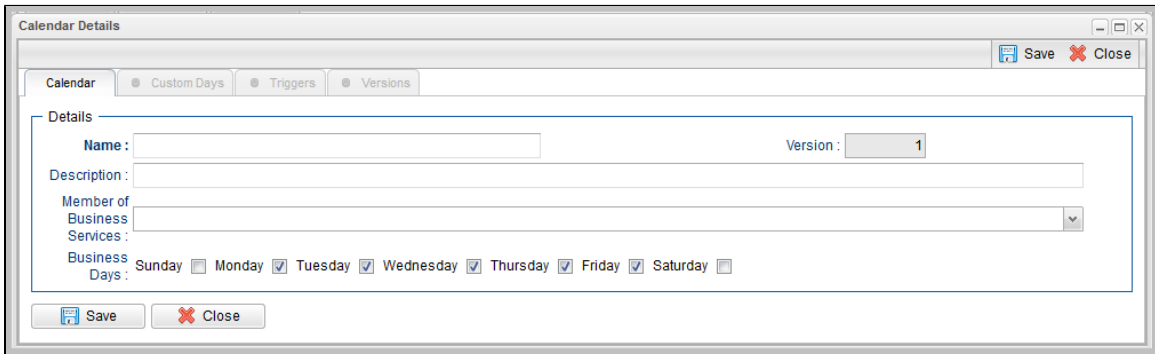 Calendar Details
Save Close
Calendar Custom Days Triggers Versions
Details
Name : Version : 1
Description :
Member of
Business
Services :
Business
Days :
Sunday Monday Tuesday Wednesday Thursday Friday Saturday
Save Close